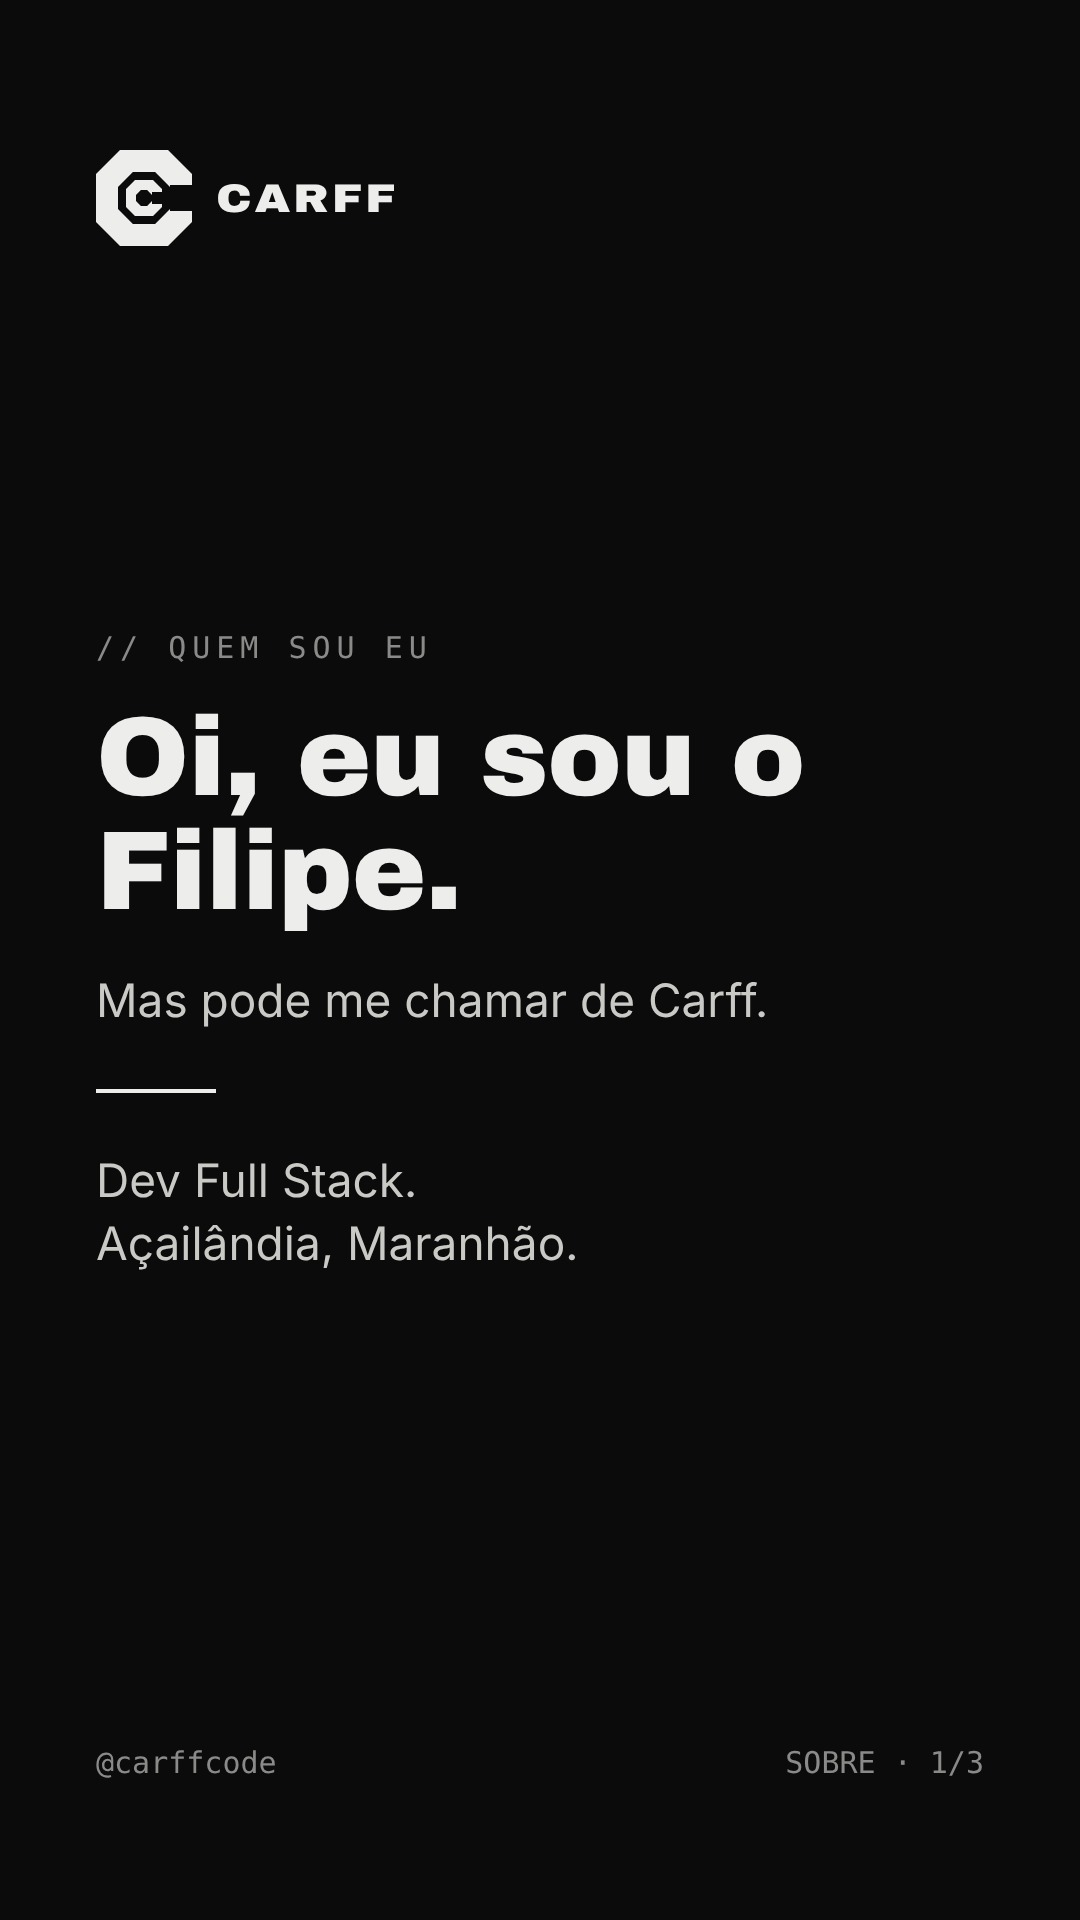 CARFF
// QUEM SOU EU
Oi, eu sou o
Filipe.
Mas pode me chamar de Carff.
Dev Full Stack.
Açailândia, Maranhão.
@carffcode
SOBRE · 1/3